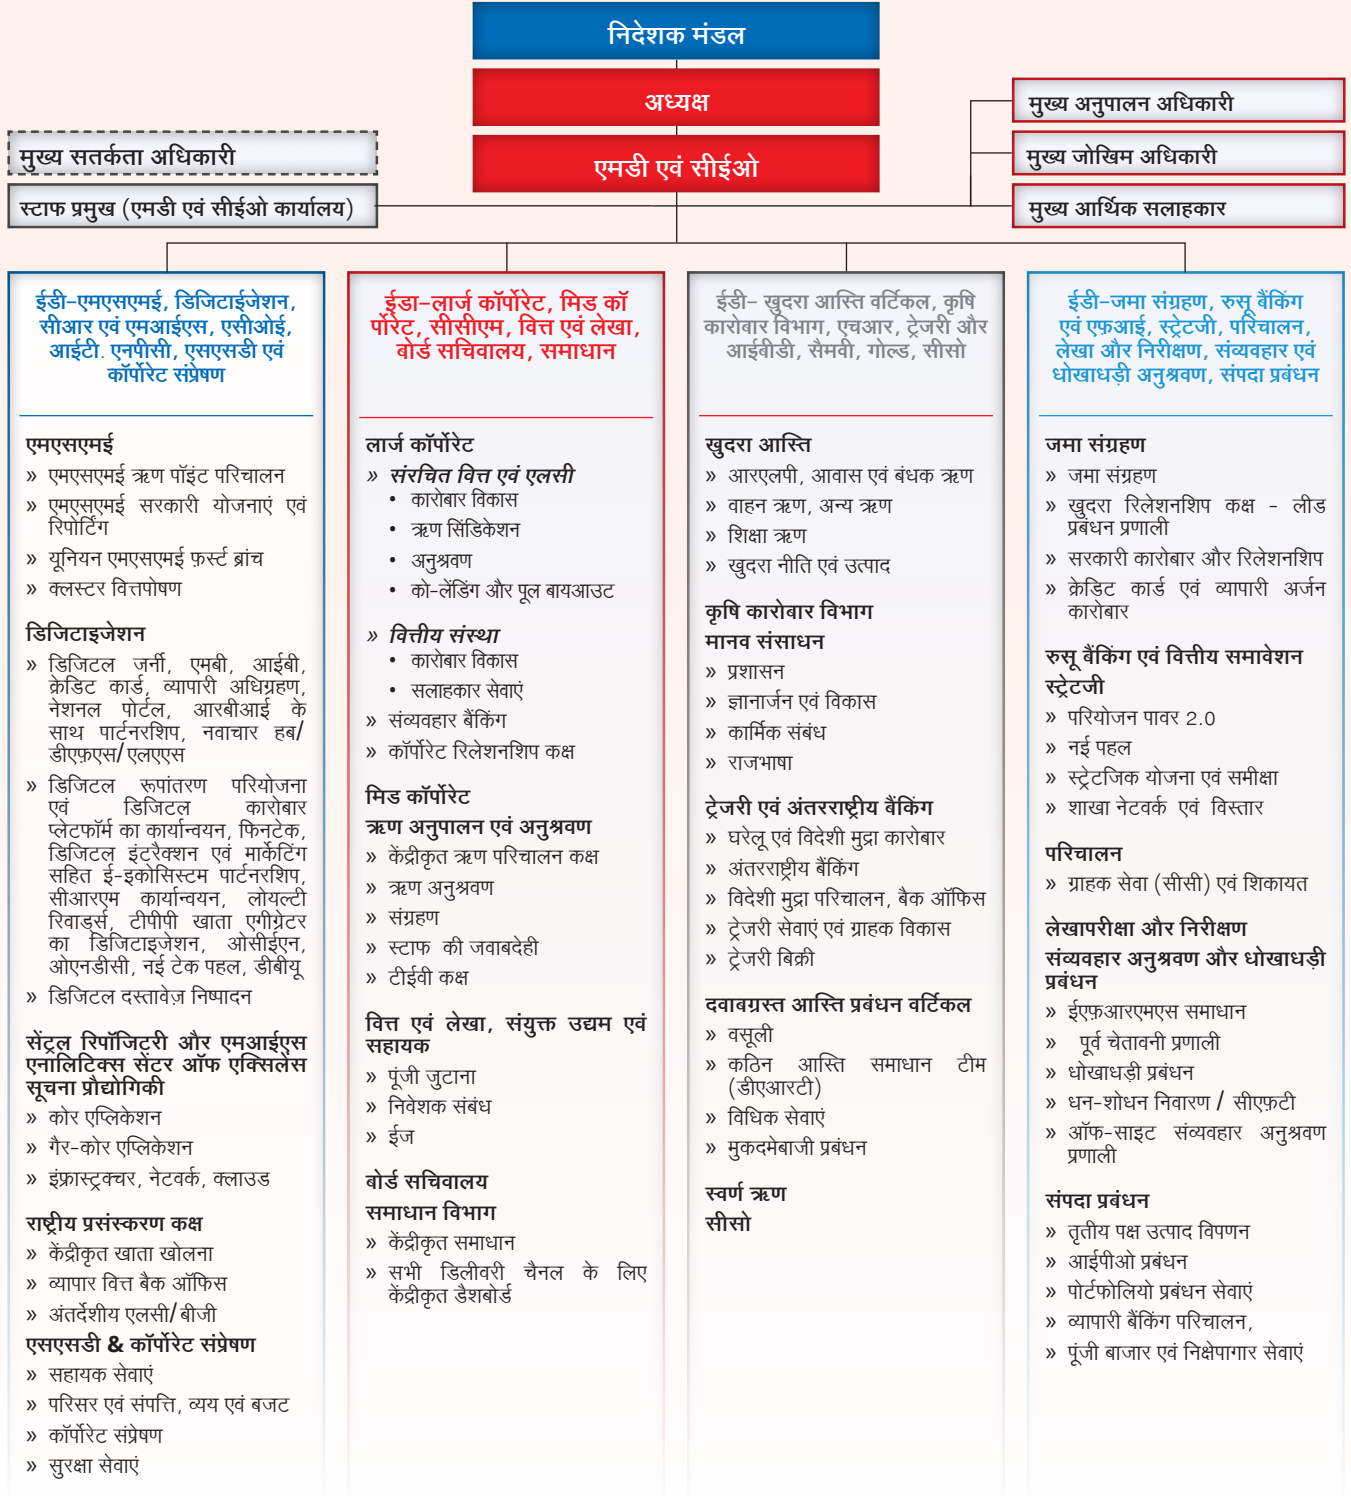 निदेशक मंडल
अध्यक्ष
एमडी एवं सीईओ
मुख्य सतर्कता अधिकारी
स्टाफ प्रमुख (एमडी एवं सीईओ कार्यालय)
मुख्य अनुपालन अधिकारी
मुख्य जोखिम अधिकारी
मुख्य आर्थिक सलाहकार
ईडी-एमएसएमई, डिजिटाईजेशन,
सीआर एवं एमआईएस, एसीओई,
आईटी. एनपीसी, एसएसडी एवं
कॉर्पोरेट संप्रेषण
एमएसएमई
» एमएसएमई ऋण पॉइंट परिचालन
» एमएसएमई सरकारी योजनाएं एवं
रिपोर्टिंग
» यूनियन एमएसएमई फ़र्स्ट ब्रांच
» क्लस्टर वित्तपोषण
डिजिटाइजेशन
» डिजिटल जर्नी, एमबी, आईबी,
क्रेडिट कार्ड, व्यापारी अधिग्रहण,
नेशनल पोर्टल, आरबीआई के
साथ पार्टनरशिप, नवाचार हब/
डीएफ़एस/एलएएस
» डिजिटल रूपांतरण परियोजना
एवं डिजिटल कारोबार
प्लेटफॉर्म का कार्यान्वयन, फिनटेक,
डिजिटल इंटरैक्शन एवं मार्केटिंग
सहित ई-इकोसिस्टम पार्टनरशिप,
सीआरएम कार्यान्वयन, लोयल्टी
रिवार्ड्स, टीपीपी खाता एगीग्रेटर
का डिजिटाइजेशन, ओसीईएन,
ओएनडीसी, नई टेक पहल, डीबीयू
» डिजिटल दस्तावेज़ निष्पादन
सेंट्रल रिपॉजिटरी और एमआईएस
एनालिटिक्स सेंटर ऑफ एक्सिलेंस
सूचना प्रौद्योगिकी
» कोर एप्लिकेशन
» गैर-कोर एप्लिकेशन
» इंफ्रास्ट्रक्चर, नेटवर्क, क्लाउड
राष्ट्रीय प्रसंस्करण कक्ष
» केंद्रीकृत खाता खोलना
» व्यापार वित्त बैक ऑफिस
» अंतर्देशीय एलसी/बीजी
एसएसडी & कॉर्पोरेट संप्रेषण
» सहायक सेवाएं
» परिसर एवं संपत्ति, व्यय एवं बजट
» कॉर्पोरेट संप्रेषण
» सुरक्षा सेवाएं
ईडा-लार्ज कॉर्पोरेट, मिड कॉ
र्पोरेट, सीसीएम, वित्त एवं लेखा,
बोर्ड सचिवालय, समाधान
लार्ज कॉर्पोरेट
» संरचित वित्त एवं एलसी
• कारोबार विकास
• ऋण सिंडिकेशन
• अनुश्रवण
• को-लेंडिंग और पूल बायआउट
» वित्तीय संस्था
• कारोबार विकास
• सलाहकार सेवाएं
» संव्यवहार बैंकिंग
» कॉर्पोरेट रिलेशनशिप कक्ष
मिड कॉर्पोरेट
ऋण अनुपालन एवं अनुश्रवण
» केंद्रीकृत ऋण परिचालन कक्ष
» ऋण अनुश्रवण
» संग्रहण
» स्टाफ की जवाबदेही
» टीईवी कक्ष
वित्त एवं लेखा, संयुक्त उद्यम एवं
सहायक
» पूंजी जुटाना
» निवेशक संबंध
» ईज
बोर्ड सचिवालय
समाधान विभाग
» केंद्रीकृत समाधान
» सभी डिलीवरी चैनल के लिए
केंद्रीकृत डैशबोर्ड
ईडी- खुदरा आस्ति वर्टिकल, कृषि
कारोबार विभाग, एचआर, ट्रेजरी और
आईबीडी, सैमवी, गोल्ड, सीसो
खुदरा आस्ति
» आरएलपी, आवास एवं बंधक ऋण
» वाहन ऋण, अन्य ऋण
» शिक्षा ऋण
» खुदरा नीति एवं उत्पाद
कृषि कारोबार विभाग
मानव संसाधन
» प्रशासन
» ज्ञानार्जन एवं विकास
» कार्मिक संबंध
» राजभाषा
ट्रेजरी एवं अंतरराष्ट्रीय बैंकिंग
» घरेलू एवं विदेशी मुद्रा कारोबार
» अंतरराष्ट्रीय बैंकिंग
» विदेशी मुद्रा परिचालन, बैक ऑफिस
» ट्रेजरी सेवाएं एवं ग्राहक विकास
» ट्रेजरी बिक्री
दवाबग्रस्त आस्ति प्रबंधन वर्टिकल
» वसूली
» कठिन आस्ति समाधान टीम
(डीएआरटी)
» विधिक सेवाएं
» मुकदमेबाजी प्रबंधन
स्वर्ण ऋण
सीसो
ईडी-जमा संग्रहण, रुसू बैंकिंग
एवं एफआई, स्ट्रेटजी, परिचालन,
लेखा और निरीक्षण, संव्यवहार एवं
धोखाधड़ी अनुश्रवण, संपदा प्रबंधन
जमा संग्रहण
» जमा संग्रहण
» खुदरा रिलेशनशिप कक्ष - लीड
प्रबंधन प्रणाली
» सरकारी कारोबार और रिलेशनशिप
» क्रेडिट कार्ड एवं व्यापारी अर्जन
कारोबार
रुसू बैंकिंग एवं वित्तीय समावेशन
स्ट्रेटजी
» परियोजन पावर 2.0
» नई पहल
» स्ट्रेटजिक योजना एवं समीक्षा
» शाखा नेटवर्क एवं विस्तार
परिचालन
» ग्राहक सेवा (सीसी) एवं शिकायत
लेखापरीक्षा और निरीक्षण
संव्यवहार अनुश्रवण और धोखाधड़ी
प्रबंधन
» ईएफ़आरएमएस समाधान
» पूर्व चेतावनी प्रणाली
» धोखाधड़ी प्रबंधन
» धन-शोधन निवारण / सीएफ़टी
» ऑफ-साइट संव्यवहार अनुश्रवण
प्रणाली
संपदा प्रबंधन
» तृतीय पक्ष उत्पाद विपणन
» आईपीओ प्रबंधन
» पोर्टफोलियो प्रबंधन सेवाएं
» व्यापारी बैंकिंग परिचालन,
» पूंजी बाजार एवं निक्षेपागार सेवाएं